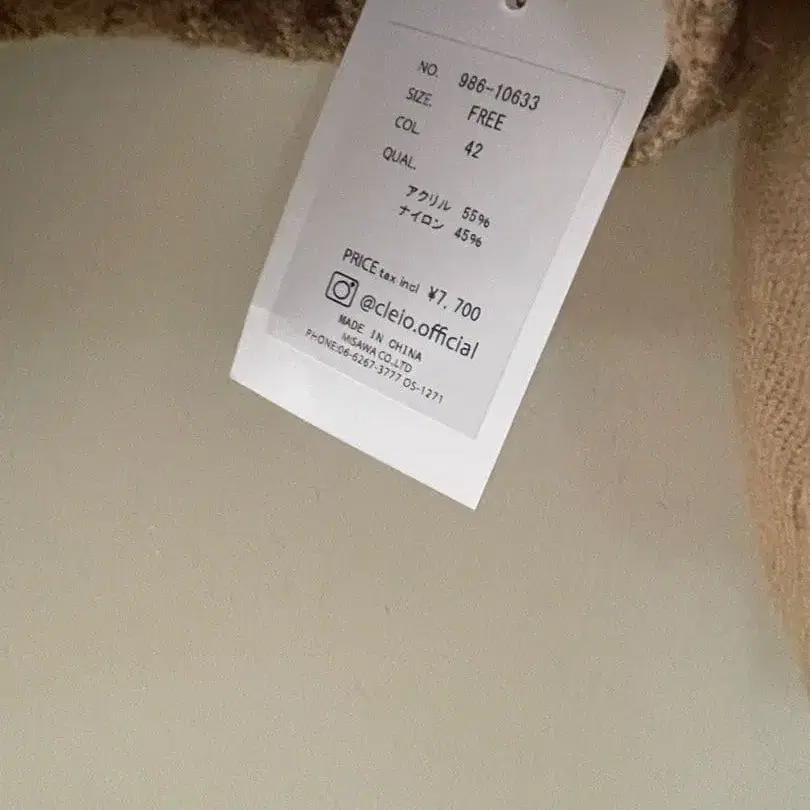 NO. 986-10633
SIZE. FREE
COL. 42
QUAL.
アクリル 55%
ナイロン 45%
PRICE tax incl ¥7,700
@cleio.official
MADE IN CHINA
MISAWA CO.,LTD
PHONE:06-6267-3777 OS-1271